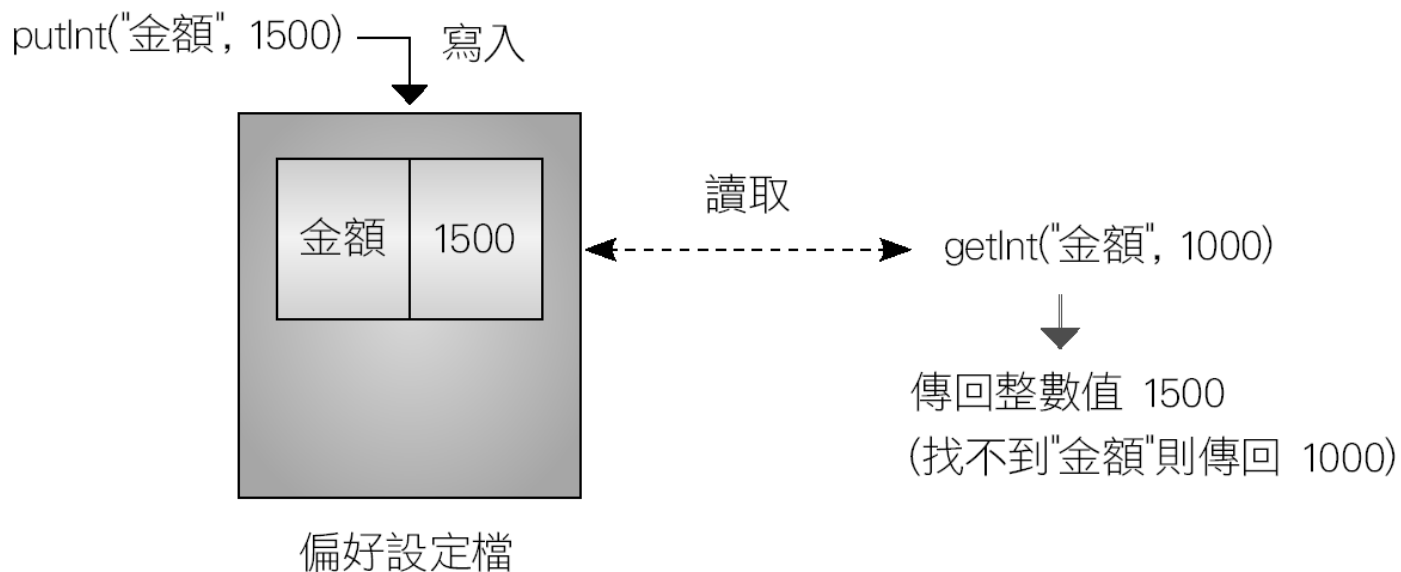 putInt("金額", 1500)
寫入
金額
1500
讀取
getInt("金額", 1000)
傳回整數值 1500
(找不到"金額"則傳回 1000)
偏好設定檔